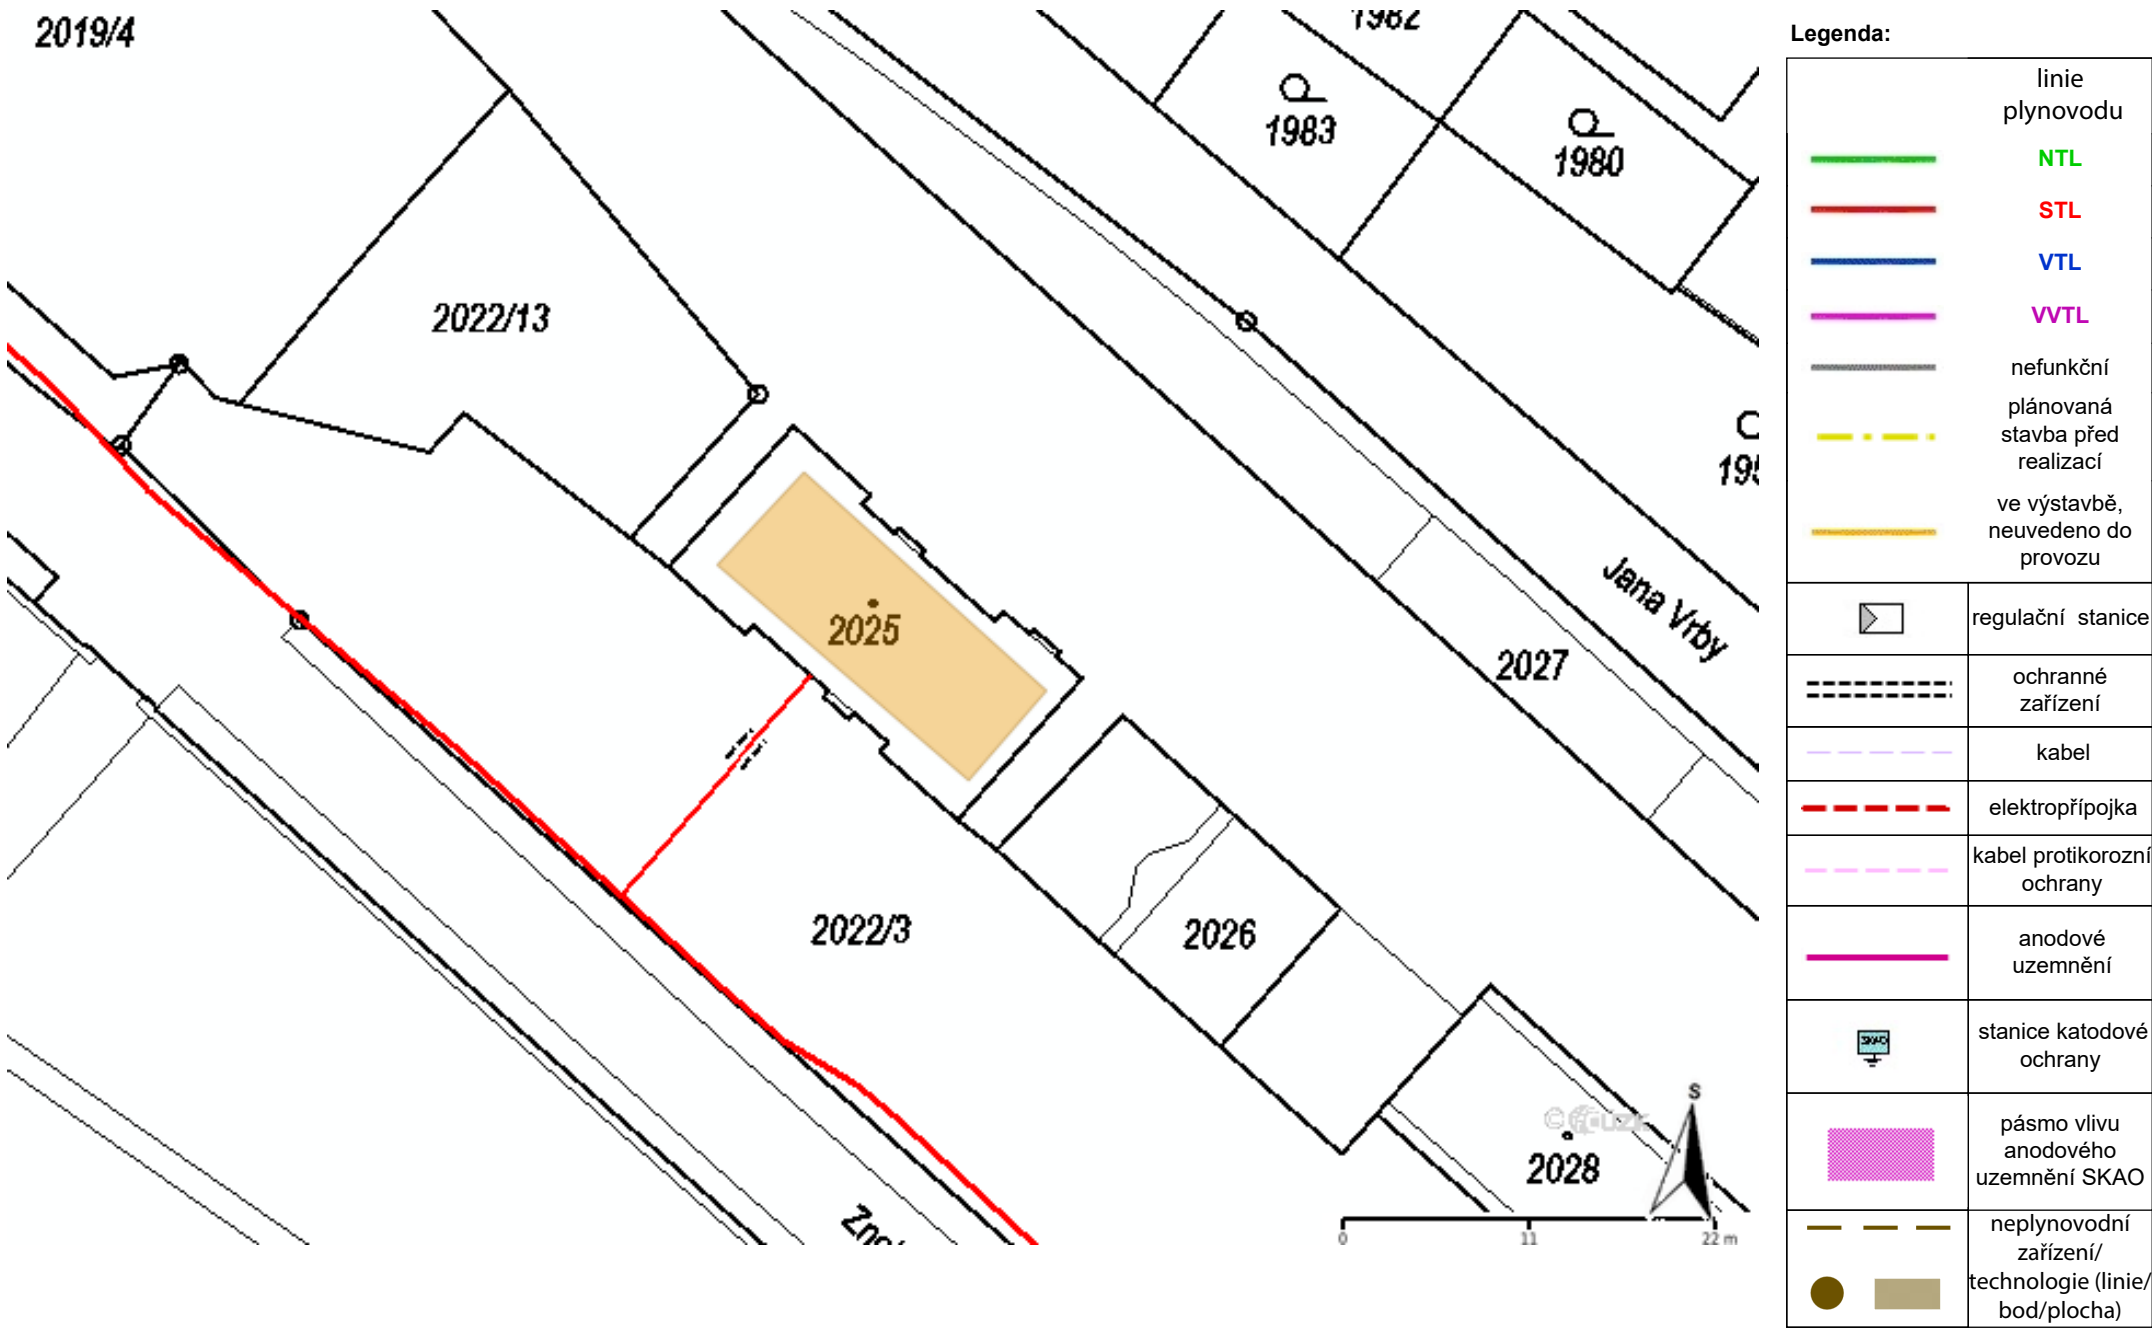 2019/4
1982
1983
1980
2022/13
195
2025
Jana Vrby
2027
2022/3
2026
2028
S
0 11 22 m
Legenda:
linie
plynovodu
NTL
STL
VTL
VVTL
nefunkční
plánovaná
stavba před
realizací
ve výstavbě,
neuvedeno do
provozu
regulační stanice
ochranné
zařízení
kabel
elektropřípojka
kabel protikorozní
ochrany
anodové
uzemnění
SKAO
stanice katodové
ochrany
pásmo vlivu
anodového
uzemnění SKAO
neplynovodní
zařízení/
technologie (linie/
bod/plocha)